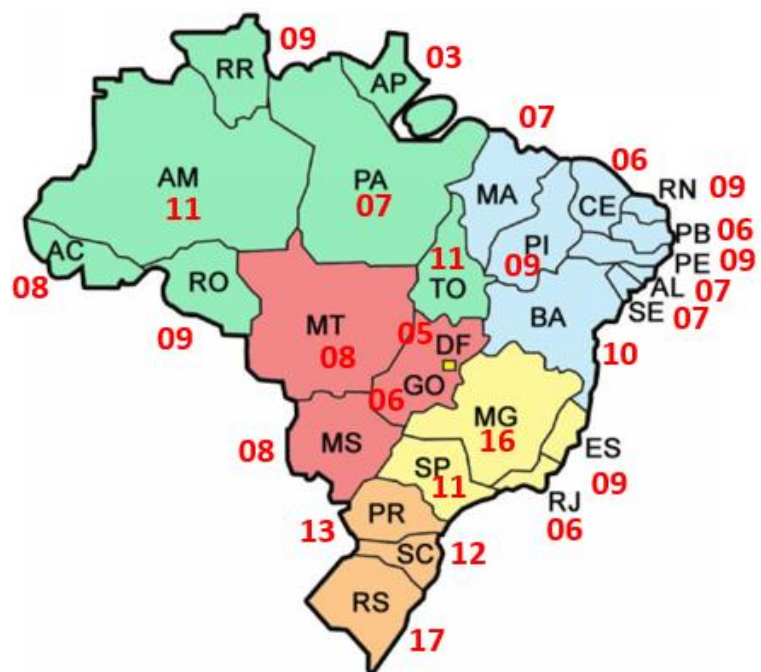 09
RR
03
AP
07
06
AM
11
PA
07
MA
CE
RN 09
PB 06
PI
09
PE 09
AC
08
11
TO
AL 07
SE 07
RO
09
MT
08
05
DF
BA
10
06
GO
MG
16
08
MS
SP
11
ES
09
RJ
06
13
PR
SC
12
RS
17